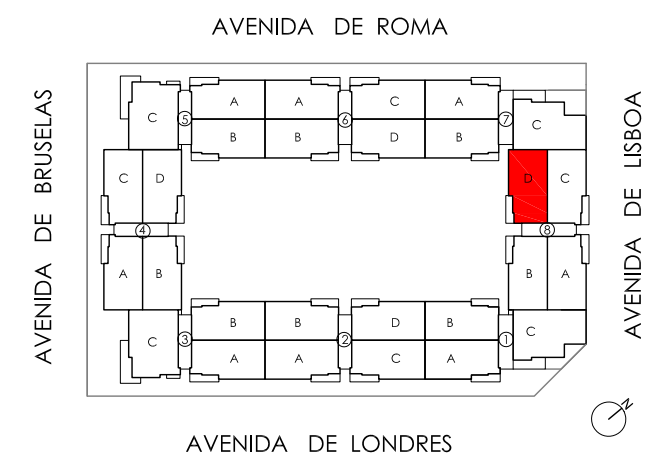 AVENIDA DE ROMA
AVENIDA DE BRUSELAS
AVENIDA DE LISBOA
A A C A
C 5 6 7 C
B B D B
C D D C
4 8
A B B A
B B D B
C 3 2 1 C
A A C A
N
AVENIDA DE LONDRES